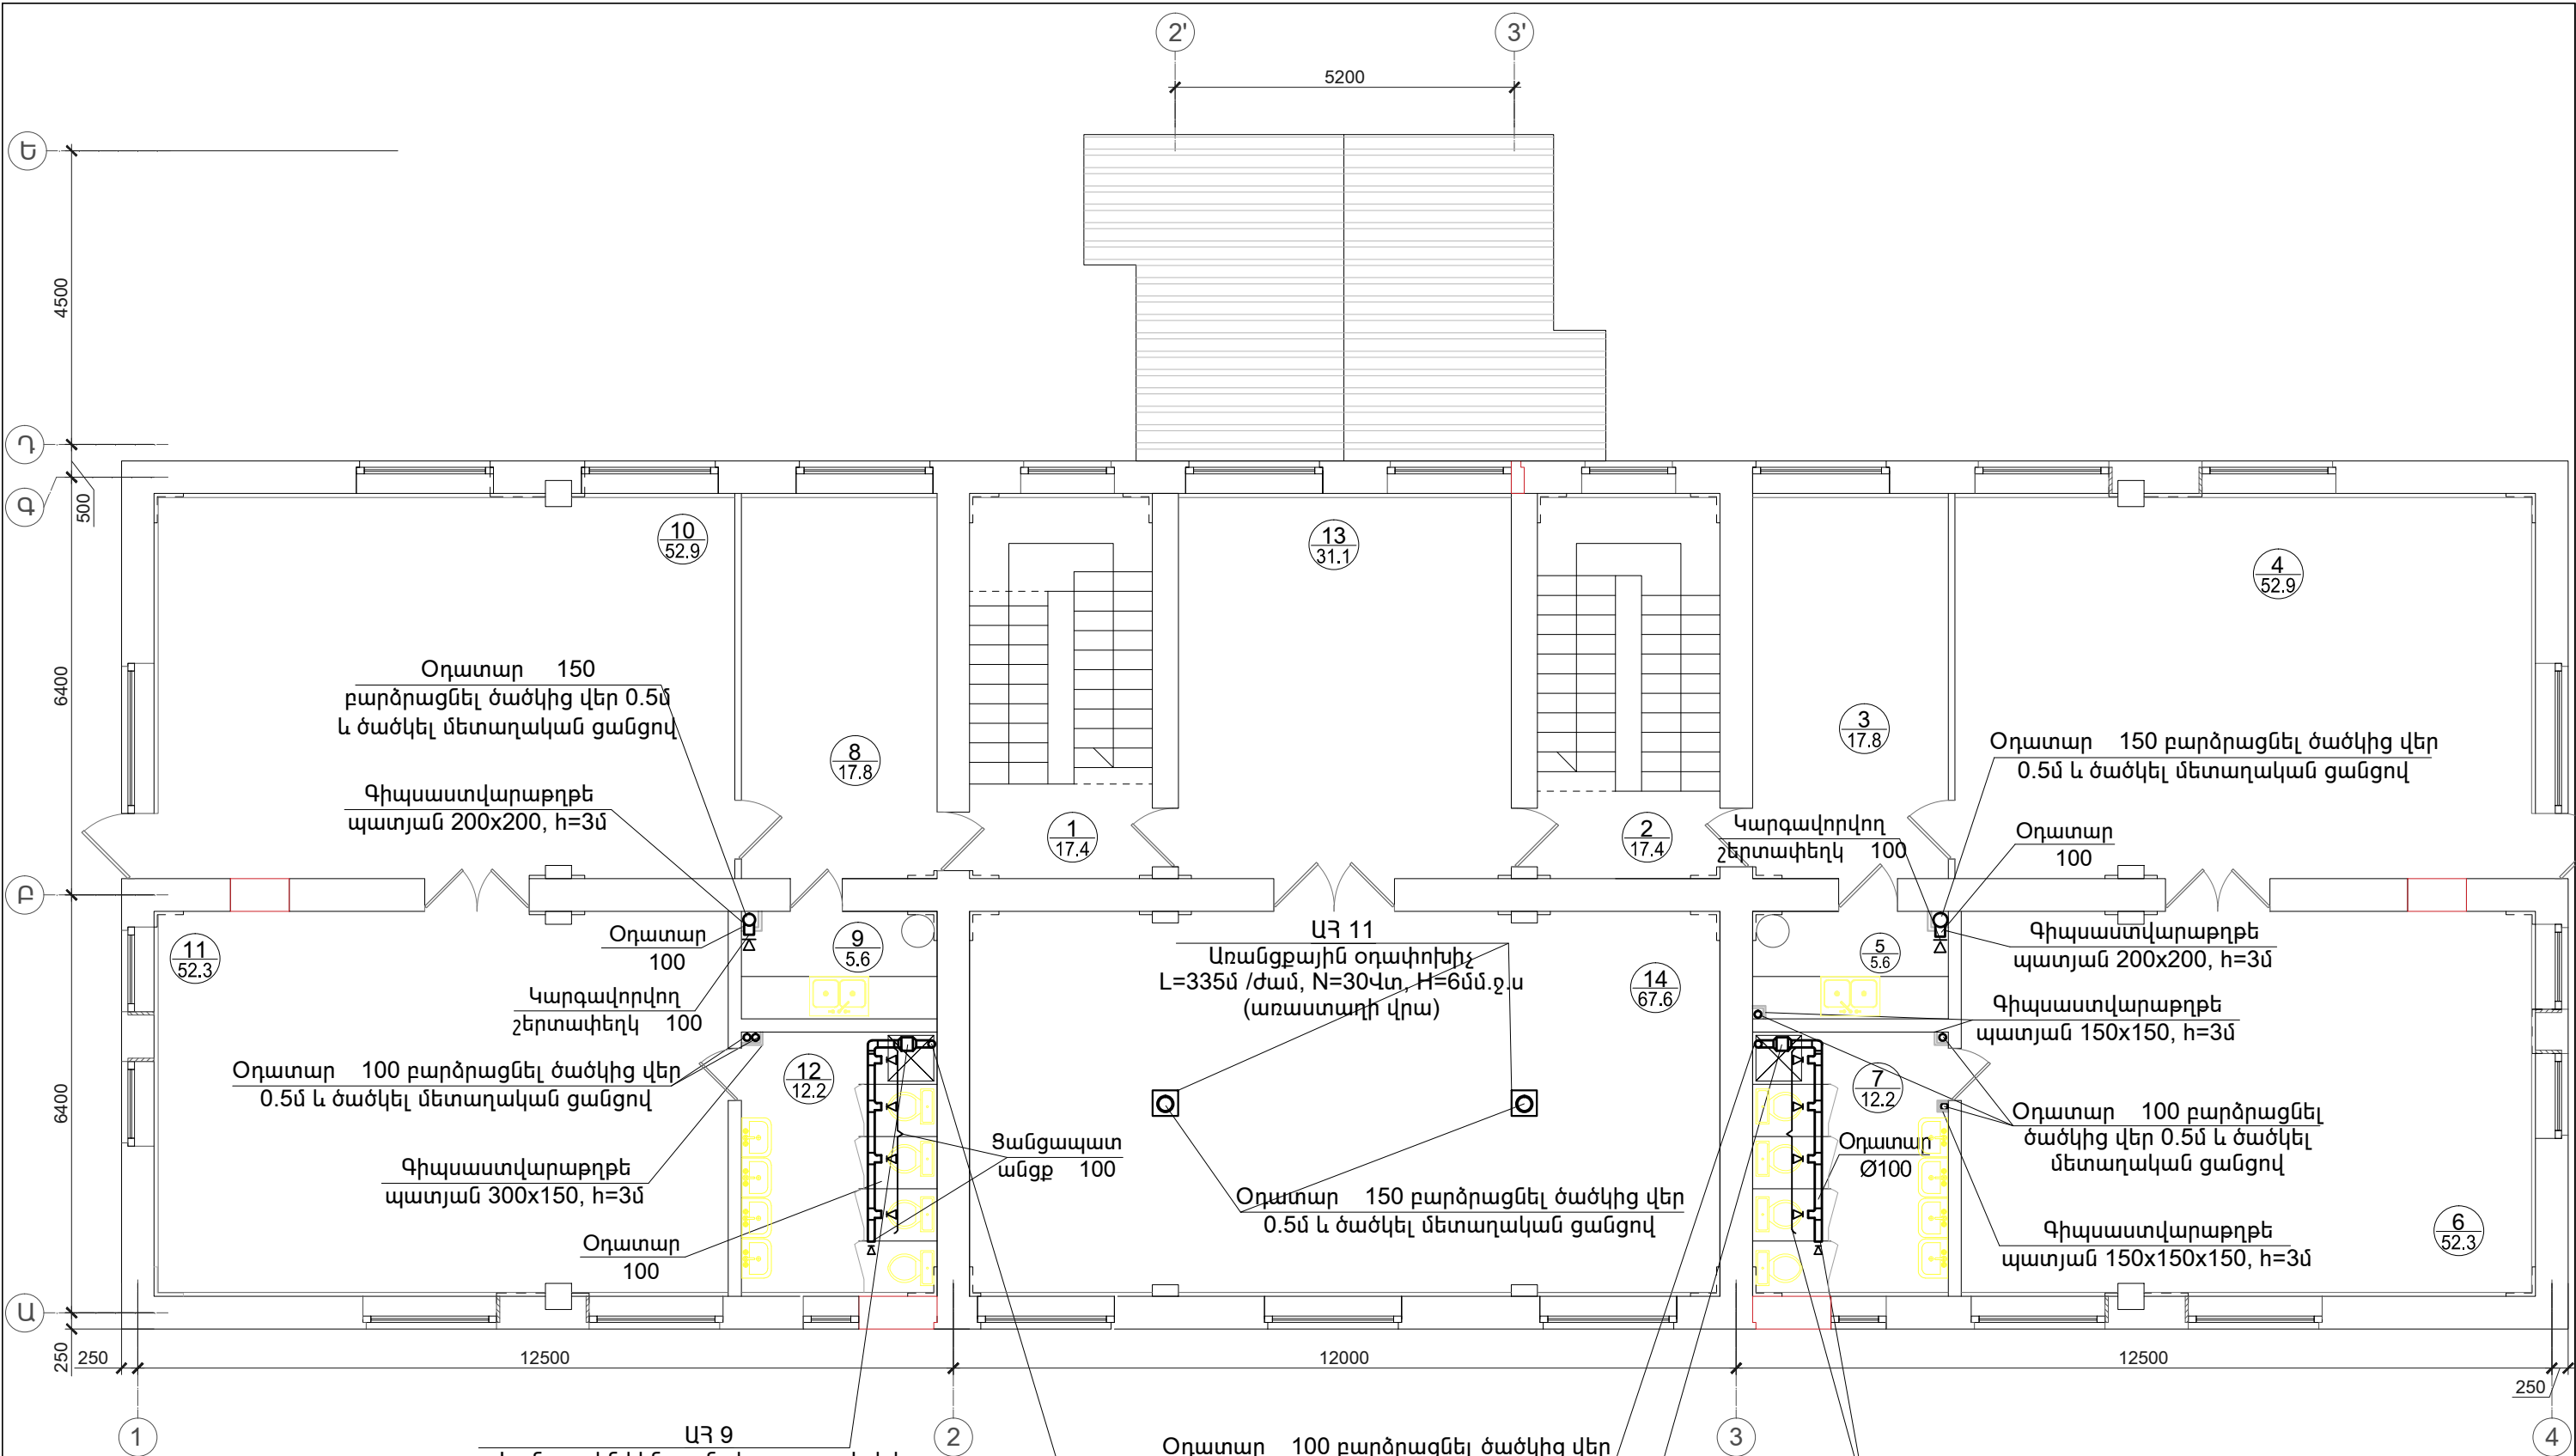 2'
3'
5200
Ե
4500
Դ
Գ
500
10
52.9
13
31.1
4
52.9
6400
Օդատար 150
բարձրացնել ծածկից վեր 0.5մ
և ծածկել մետաղական ցանցով
8
17.8
3
17.8
Օդատար 150 բարձրացնել ծածկից վեր
0.5մ և ծածկել մետաղական ցանցով
Գիպսաստվարաթղթե
պատյան 200x200, h=3մ
1
17.4
2
17.4
Կարգավորվող
շերտափեղկ 100
Օդատար
100
Բ
11
52.3
Օդատար
100
9
5.6
ԱՀ 11
Առանցքային օդափոխիչ
L=335մ /ժամ, N=30Վտ, H=6մմ.ջ.ս
(առաստաղի վրա)
14
67.6
5
5.6
Գիպսաստվարաթղթե
պատյան 200x200, h=3մ
Կարգավորվող
շերտափեղկ 100
Գիպսաստվարաթղթե
պատյան 150x150, h=3մ
Օդատար 100 բարձրացնել ծածկից վեր
0.5մ և ծածկել մետաղական ցանցով
12
12.2
7
12.2
6400
Օդատար 100 բարձրացնել
ծածկից վեր 0.5մ և ծածկել
մետաղական ցանցով
Ցանցապատ
անցք 100
Օդատար
Ø100
Գիպսաստվարաթղթե
պատյան 300x150, h=3մ
Օդատար 150 բարձրացնել ծածկից վեր
0.5մ և ծածկել մետաղական ցանցով
Գիպսաստվարաթղթե
պատյան 150x150x150, h=3մ
6
52.3
Օդատար
100
Ա
250
250
12500
12000
12500
250
1
ԱՀ 9
2
Օդատար 100 բարձրացնել ծածկից վեր
3
4